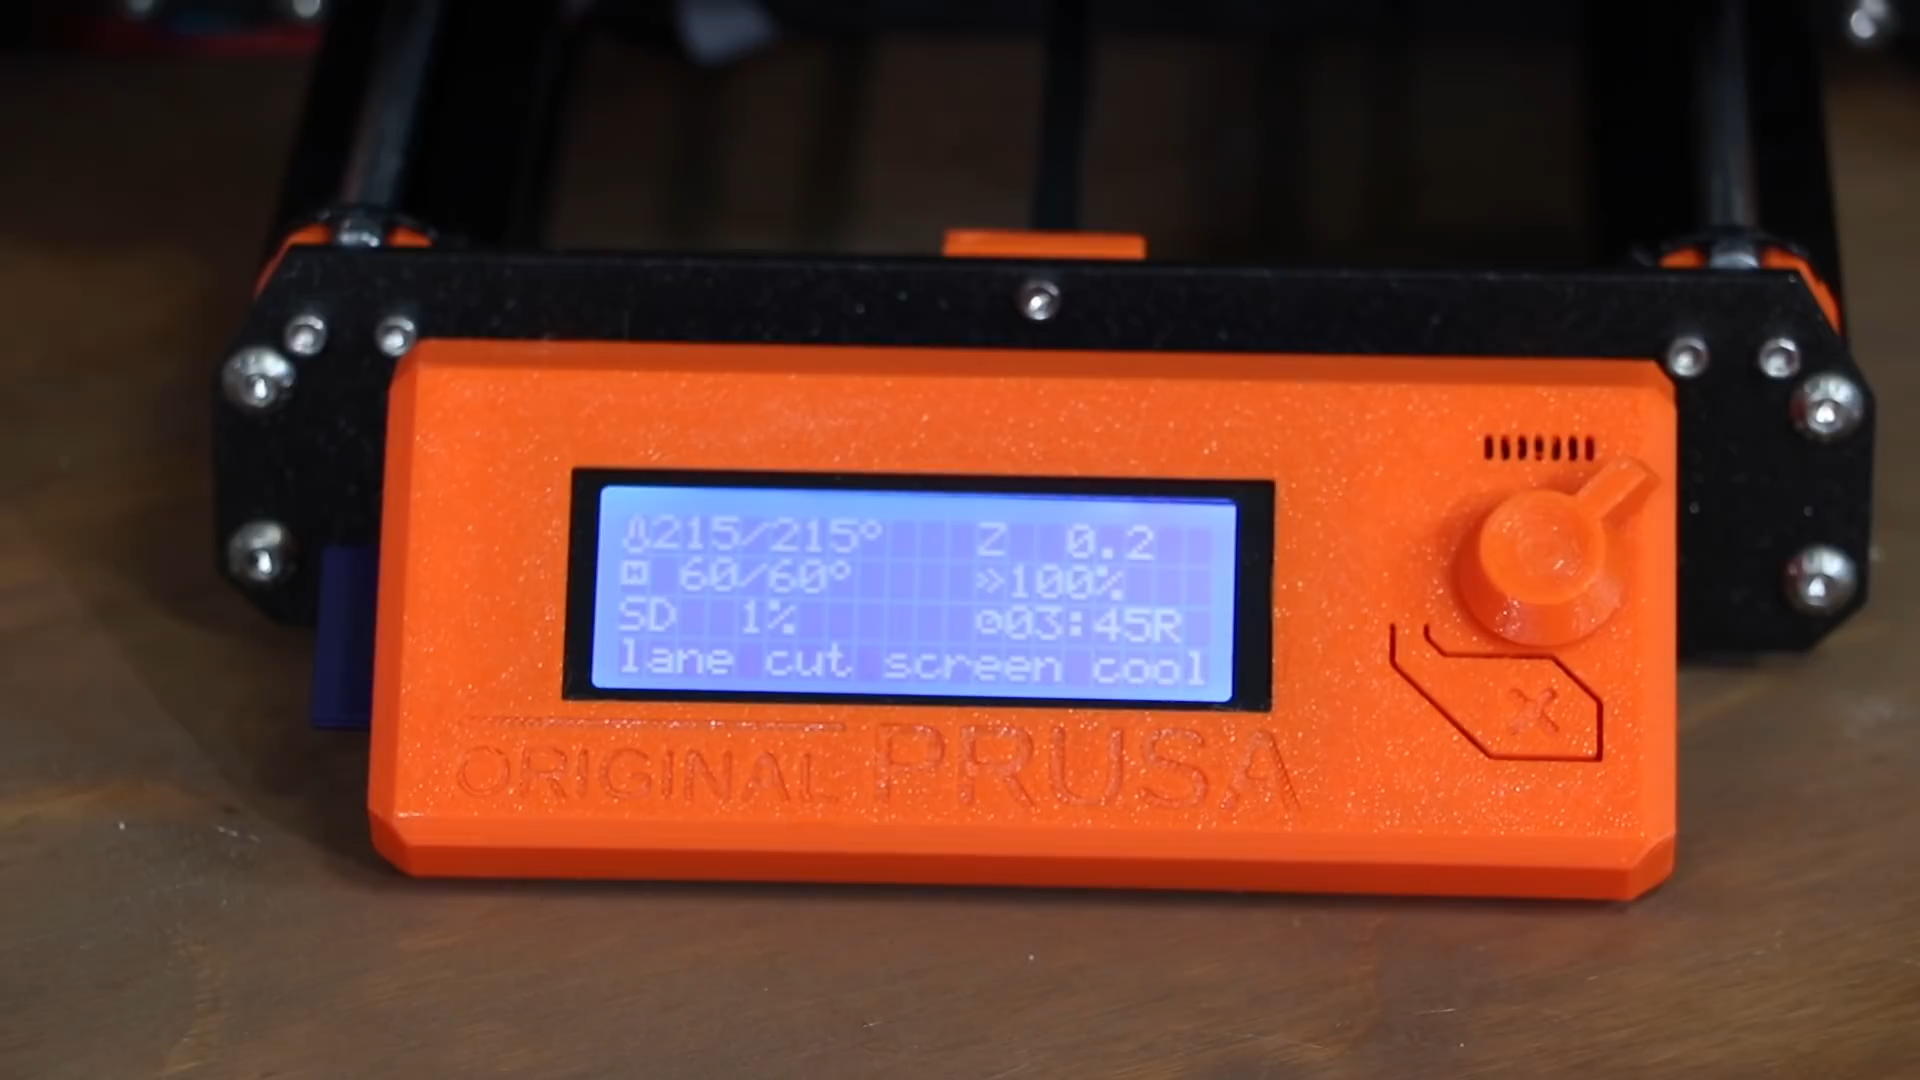 215/215° Z 0.2
60/60° »100%
SD 1% 03:45R
lane cut screen cool
ORIGINAL PRUSA